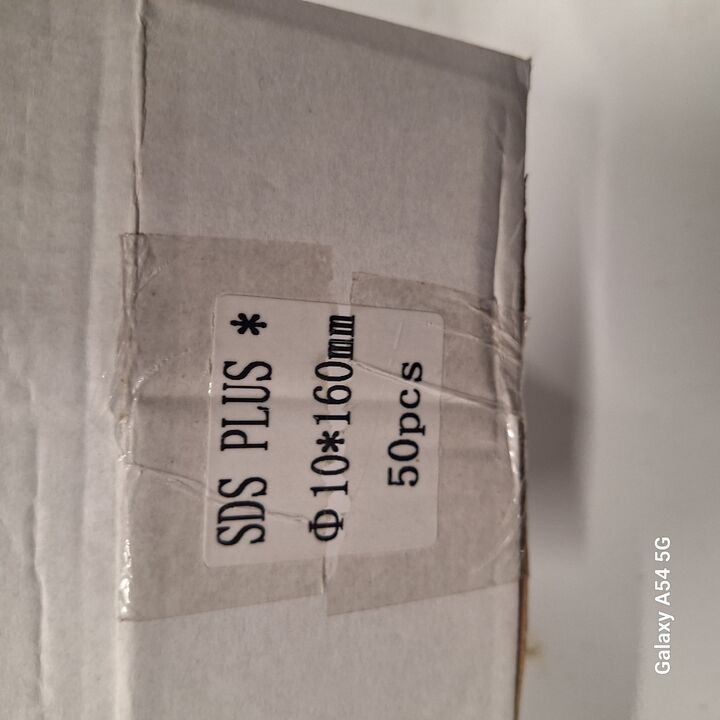 SDS PLUS *
Φ10*160mm
50pcs
Galaxy A54 5G